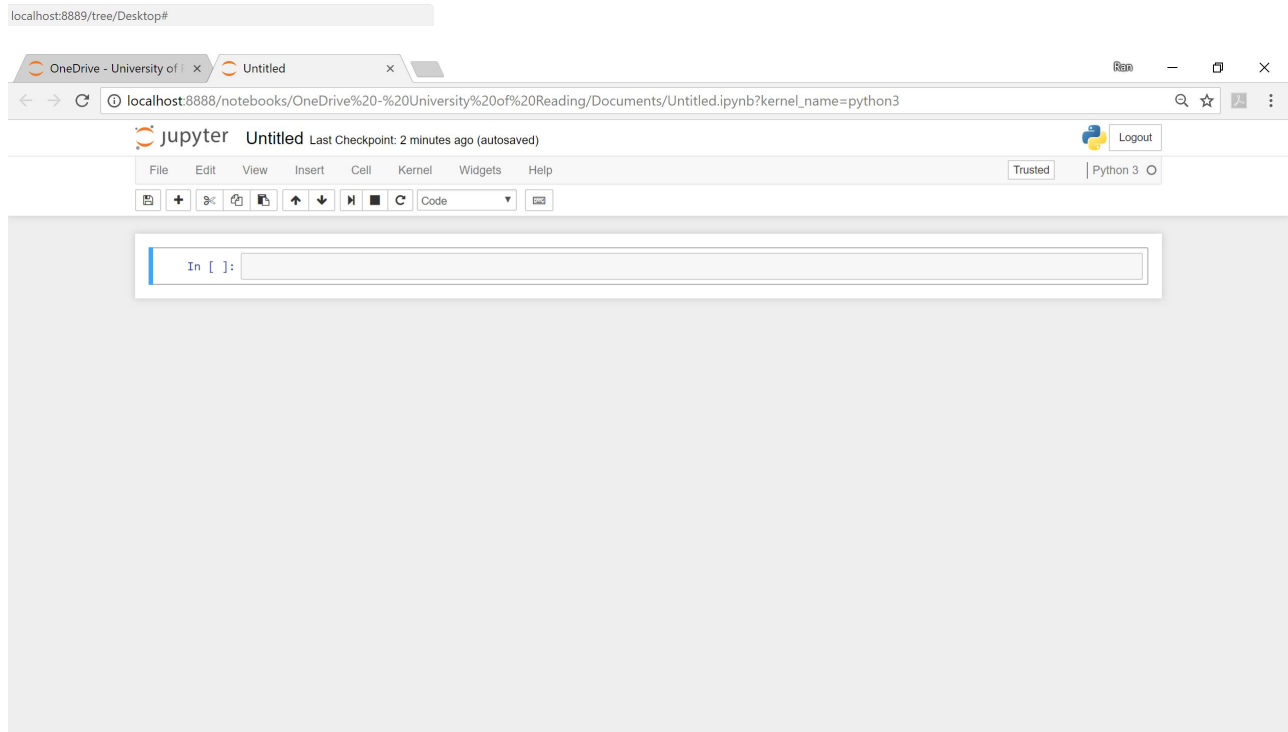 localhost:8889/tree/Desktop#
OneDrive - University of Untitled Ran
localhost:8888/notebooks/OneDrive%20-%20University%20of%20Reading/Documents/Untitled.ipynb?kernel_name=python3
jupyter Untitled Last Checkpoint: 2 minutes ago (autosaved) Logout
File Edit View Insert Cell Kernel Widgets Help Trusted Python 3
Code
In [ ]: